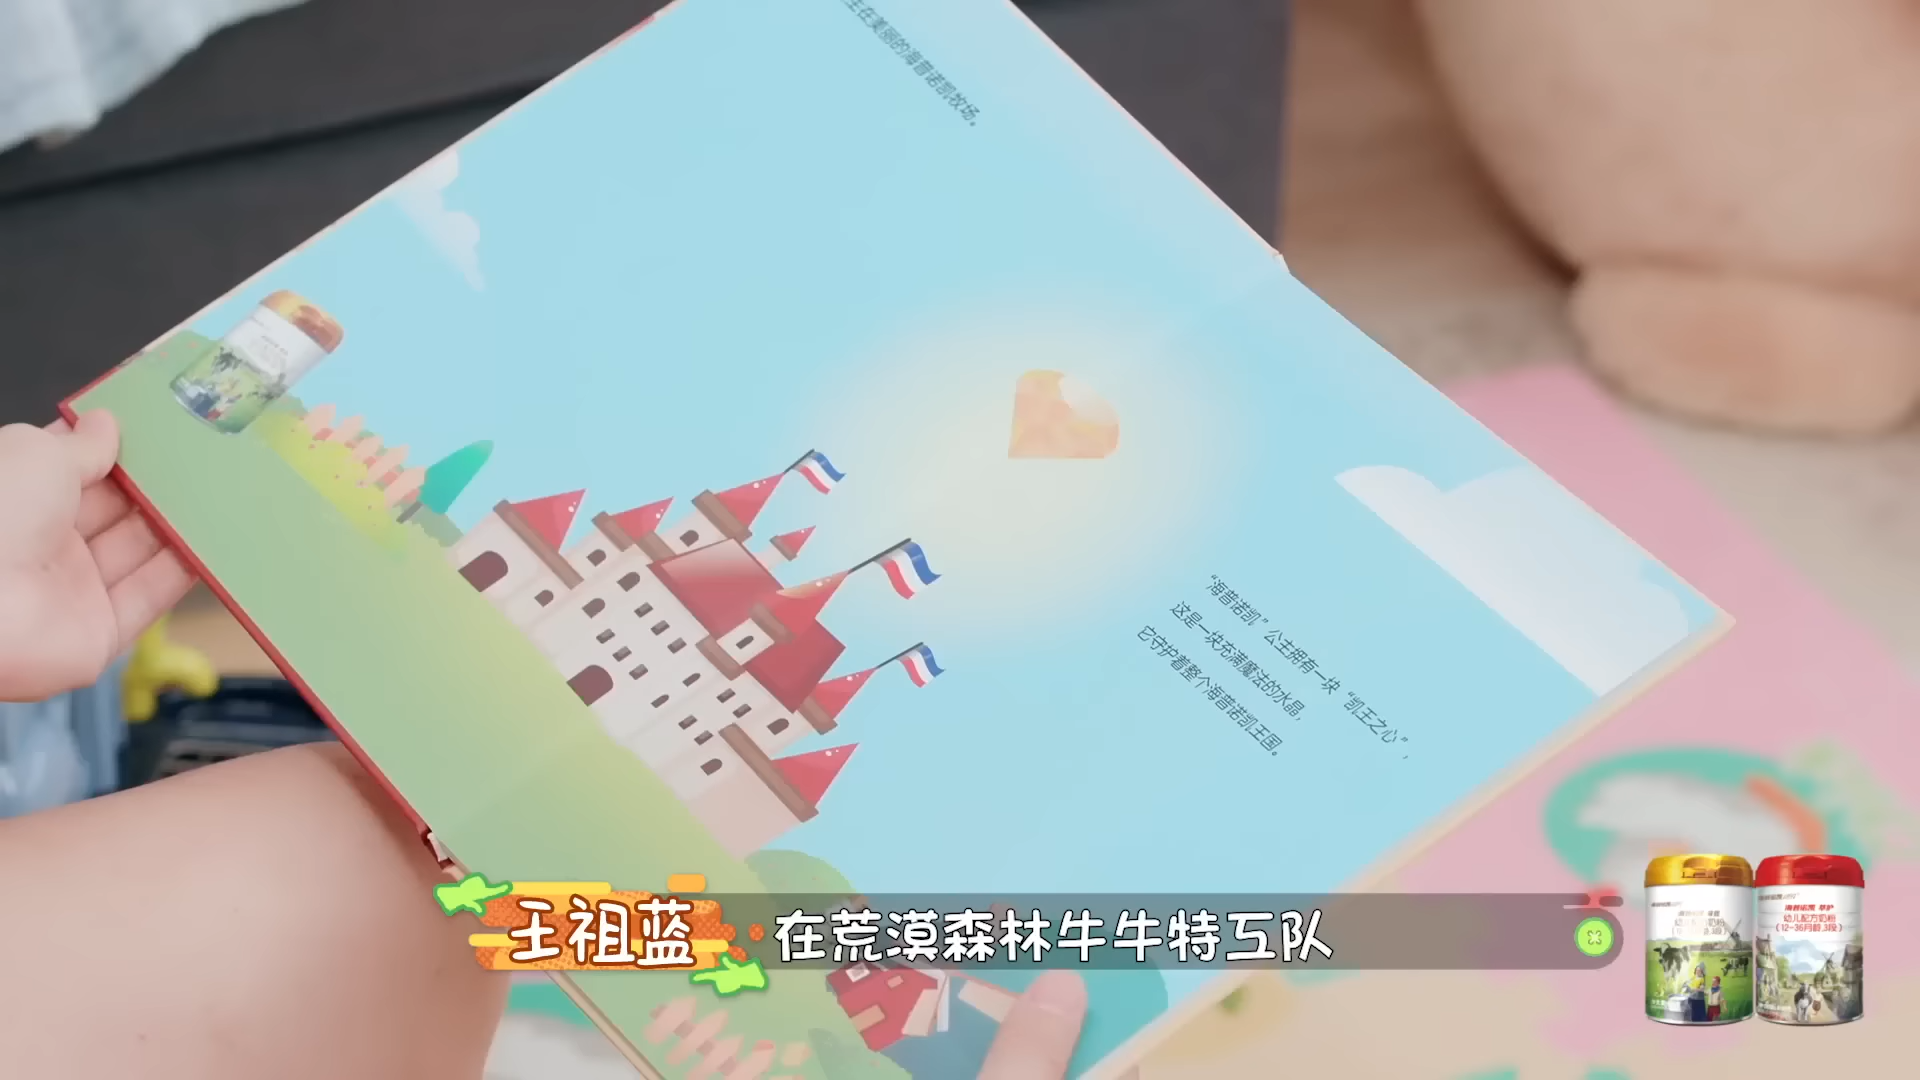 主在美丽的海普诺凯牧场。
“海普诺凯”公主拥有一块“凯王之心”,
这是一块充满魔法的水晶,
它守护着整个海普诺凯王国。
王祖蓝
在荒漠森林牛牛特互队
幼儿配方奶粉
(12-36月龄,3段)